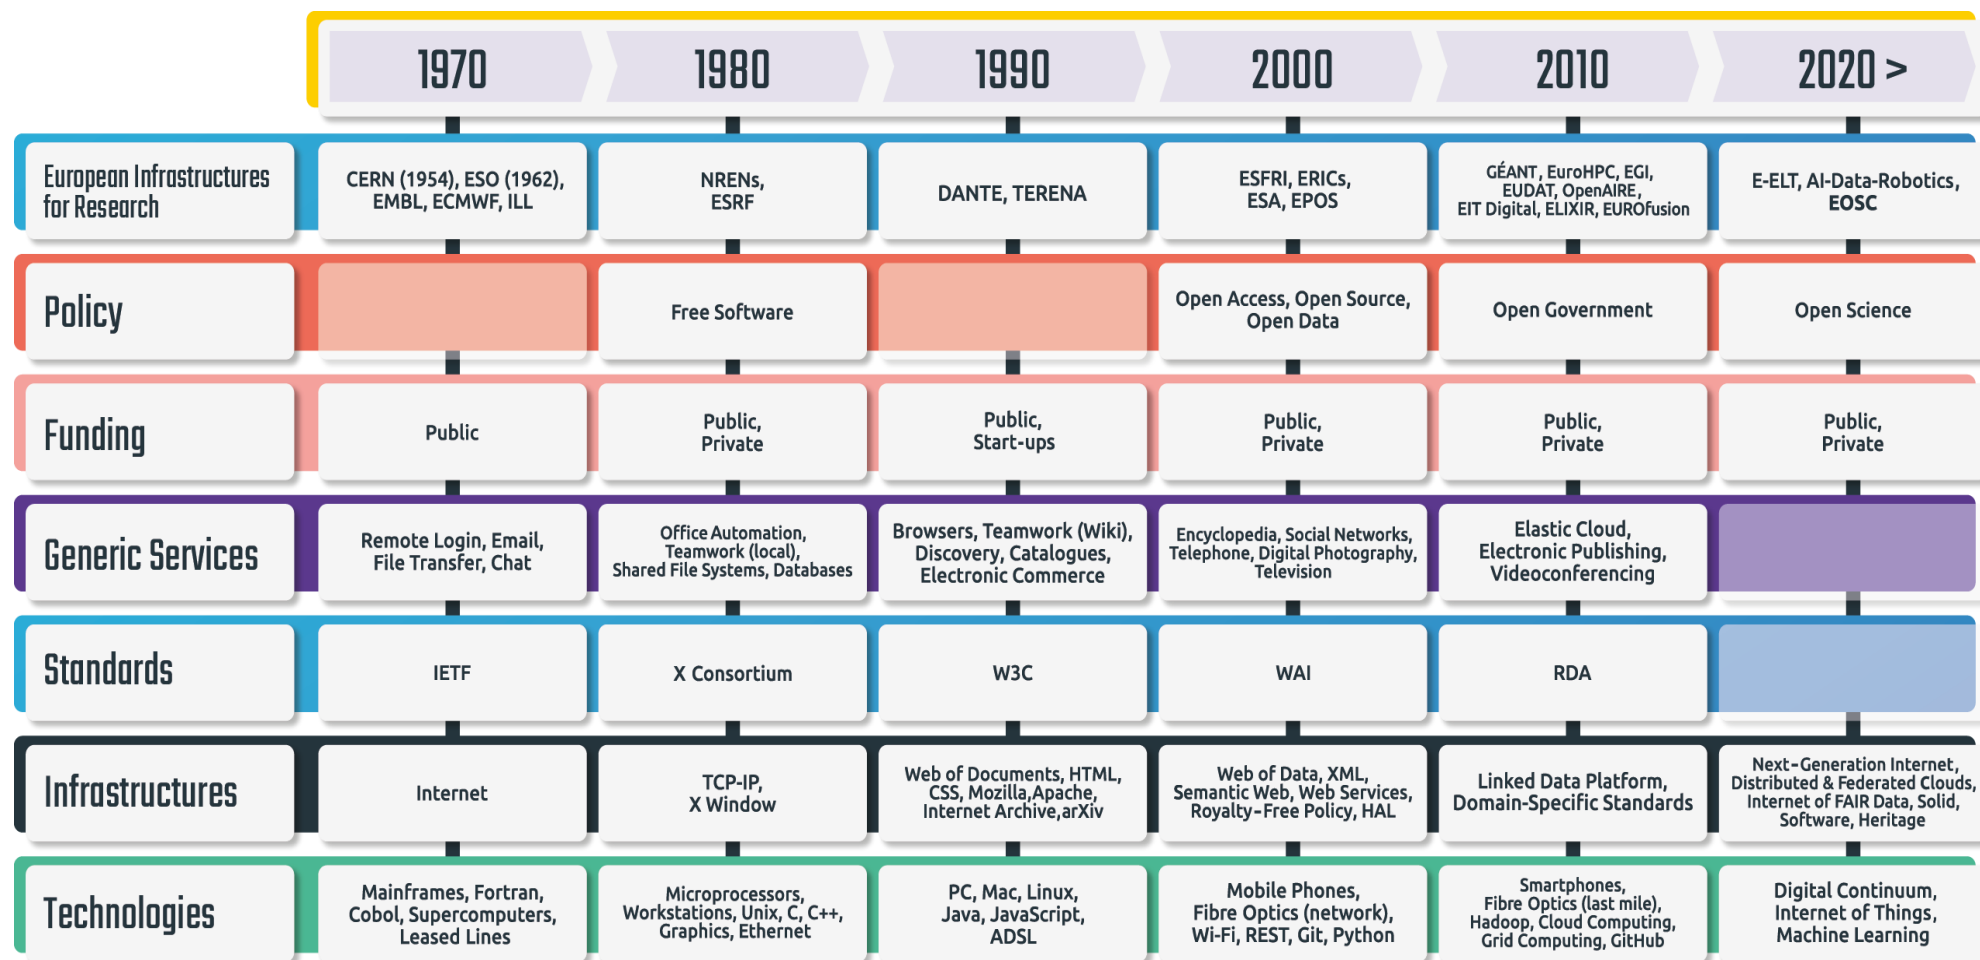 1970
1980
1990
2000
2010
2020 >
European Infrastructures
for Research
CERN (1954), ESO (1962),
EMBL, ECMWF, ILL
NRENs,
ESRF
DANTE, TERENA
ESFRI, ERICs,
ESA, EPOS
GÉANT, EuroHPC, EGI,
EUDAT, OpenAIRE,
EIT Digital, ELIXIR, EUROfusion
E-ELT, AI-Data-Robotics,
EOSC
Policy
Free Software
Open Access, Open Source,
Open Data
Open Government
Open Science
Funding
Public
Public,
Private
Public,
Start-ups
Public,
Private
Public,
Private
Public,
Private
Generic Services
Remote Login, Email,
File Transfer, Chat
Office Automation,
Teamwork (local),
Shared File Systems, Databases
Browsers, Teamwork (Wiki),
Discovery, Catalogues,
Electronic Commerce
Encyclopedia, Social Networks,
Telephone, Digital Photography,
Television
Elastic Cloud,
Electronic Publishing,
Videoconferencing
Standards
IETF
X Consortium
W3C
WAI
RDA
Infrastructures
Internet
TCP-IP,
X Window
Web of Documents, HTML,
CSS, Mozilla,Apache,
Internet Archive,arXiv
Web of Data, XML,
Semantic Web, Web Services,
Royalty-Free Policy, HAL
Linked Data Platform,
Domain-Specific Standards
Next-Generation Internet,
Distributed & Federated Clouds,
Internet of FAIR Data, Solid,
Software, Heritage
Technologies
Mainframes, Fortran,
Cobol, Supercomputers,
Leased Lines
Microprocessors,
Workstations, Unix, C, C++,
Graphics, Ethernet
PC, Mac, Linux,
Java, JavaScript,
ADSL
Mobile Phones,
Fibre Optics (network),
Wi-Fi, REST, Git, Python
Smartphones,
Fibre Optics (last mile),
Hadoop, Cloud Computing,
Grid Computing, GitHub
Digital Continuum,
Internet of Things,
Machine Learning